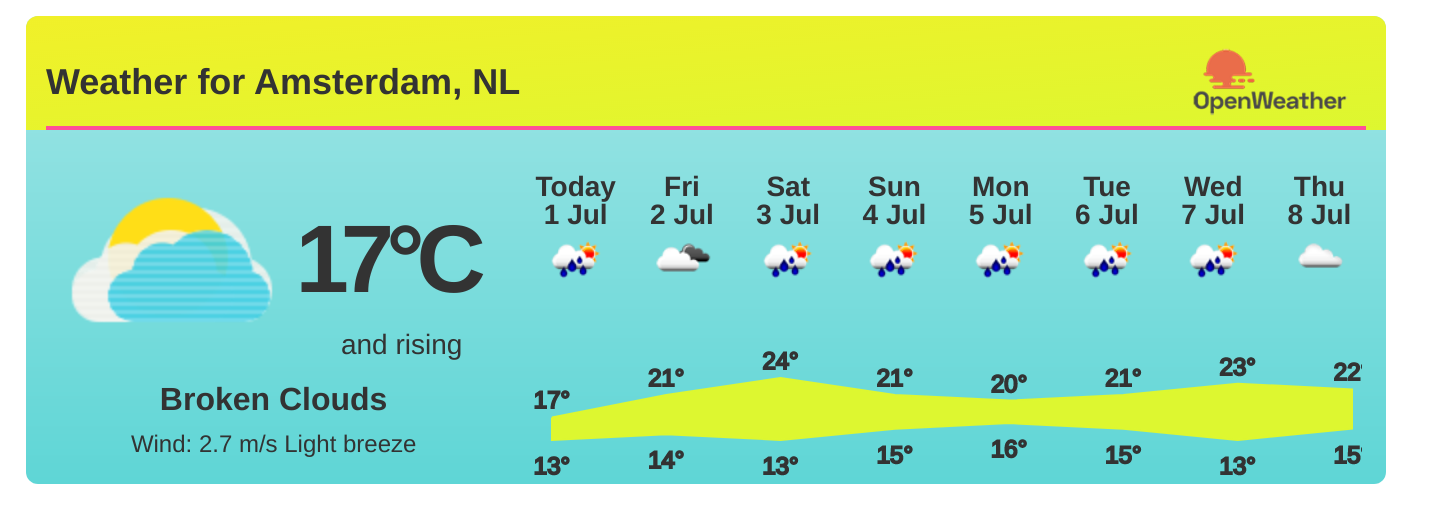 Weather for Amsterdam, NL
OpenWeather
Today Fri Sat Sun Mon Tue Wed Thu
1 Jul 2 Jul 3 Jul 4 Jul 5 Jul 6 Jul 7 Jul 8 Jul
17°C
and rising
Broken Clouds
Wind: 2.7 m/s Light breeze
17° 21° 24° 21° 20° 21° 23° 22°
13° 14° 13° 15° 16° 15° 13° 15°